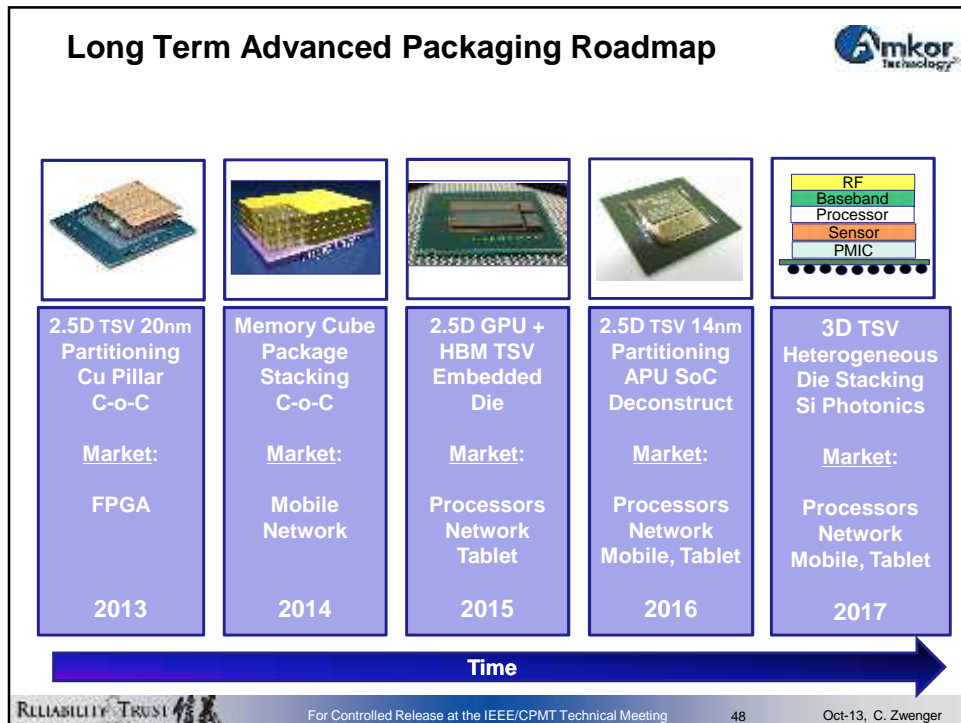 Long Term Advanced Packaging Roadmap
Amkor
Technology
RF
Baseband
Processor
Sensor
PMIC
2.5D TSV 20nm
Partitioning
Cu Pillar
C-o-C
Market:
FPGA
2013
Memory Cube
Package
Stacking
C-o-C
Market:
Mobile
Network
2014
2.5D GPU +
HBM TSV
Embedded
Die
Market:
Processors
Network
Tablet
2015
2.5D TSV 14nm
Partitioning
APU SoC
Deconstruct
Market:
Processors
Network
Mobile, Tablet
2016
3D TSV
Heterogeneous
Die Stacking
Si Photonics
Market:
Processors
Network
Mobile, Tablet
2017
Time
RELIABILITY TRUST 信義
For Controlled Release at the IEEE/CPMT Technical Meeting
48
Oct-13, C. Zwenger